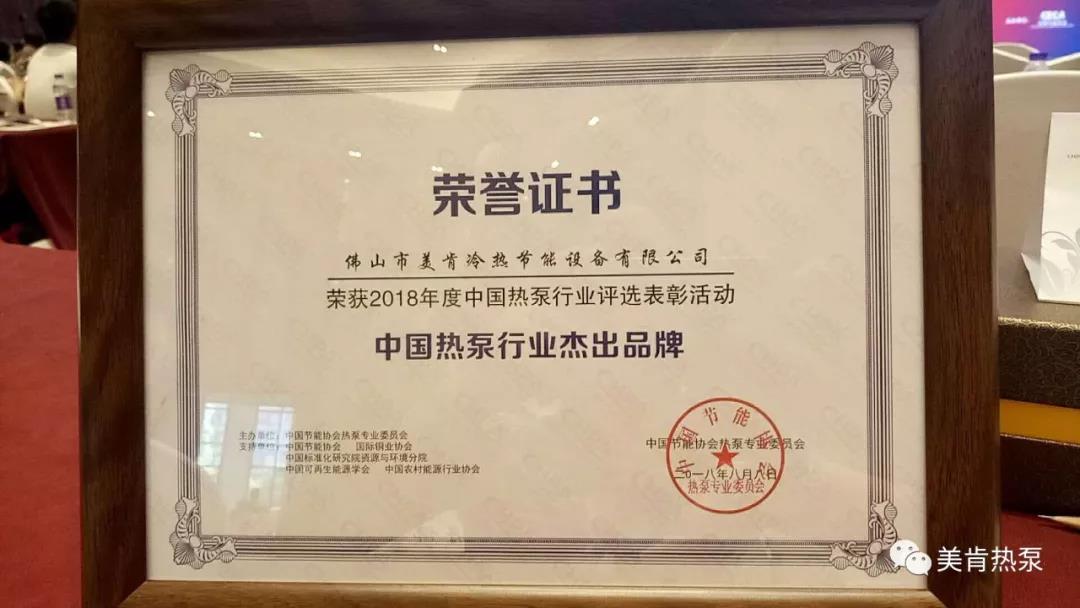 荣誉证书
佛山市美肯冷热节能设备有限公司
荣获2018年度中国热泵行业评选表彰活动
中国热泵行业杰出品牌
主办单位：中国节能协会热泵专业委员会
支持单位：中国节能协会 国际铜业协会
中国标准化研究院资源与环境分院
中国可再生能源学会 中国农村能源行业协会
中国节能协会热泵专业委员会
二〇一八年八月八日
中国节能协会
热泵专业委员会
美肯热泵